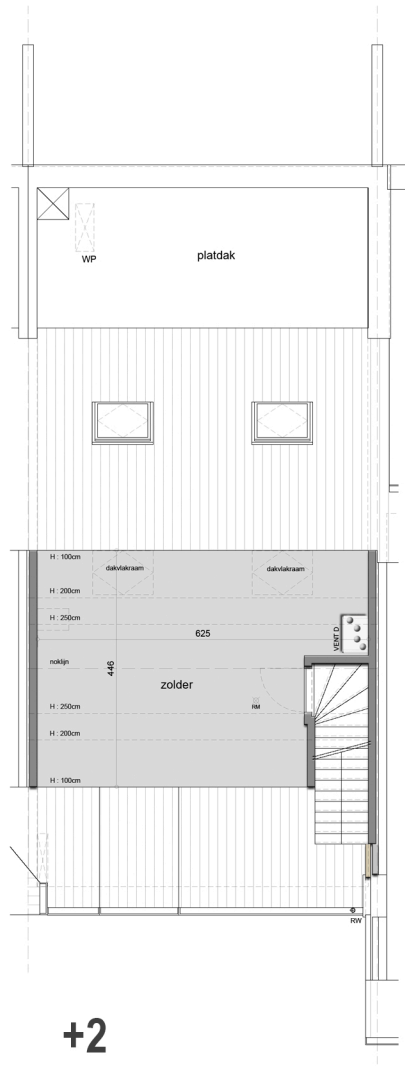 WP
platdak
H : 100cm
dakvlakraam
dakvlakraam
H : 200cm
H : 250cm
625
VENT D
noklijn
446
zolder
H : 250cm
RM
H : 200cm
H : 100cm
RW
+2